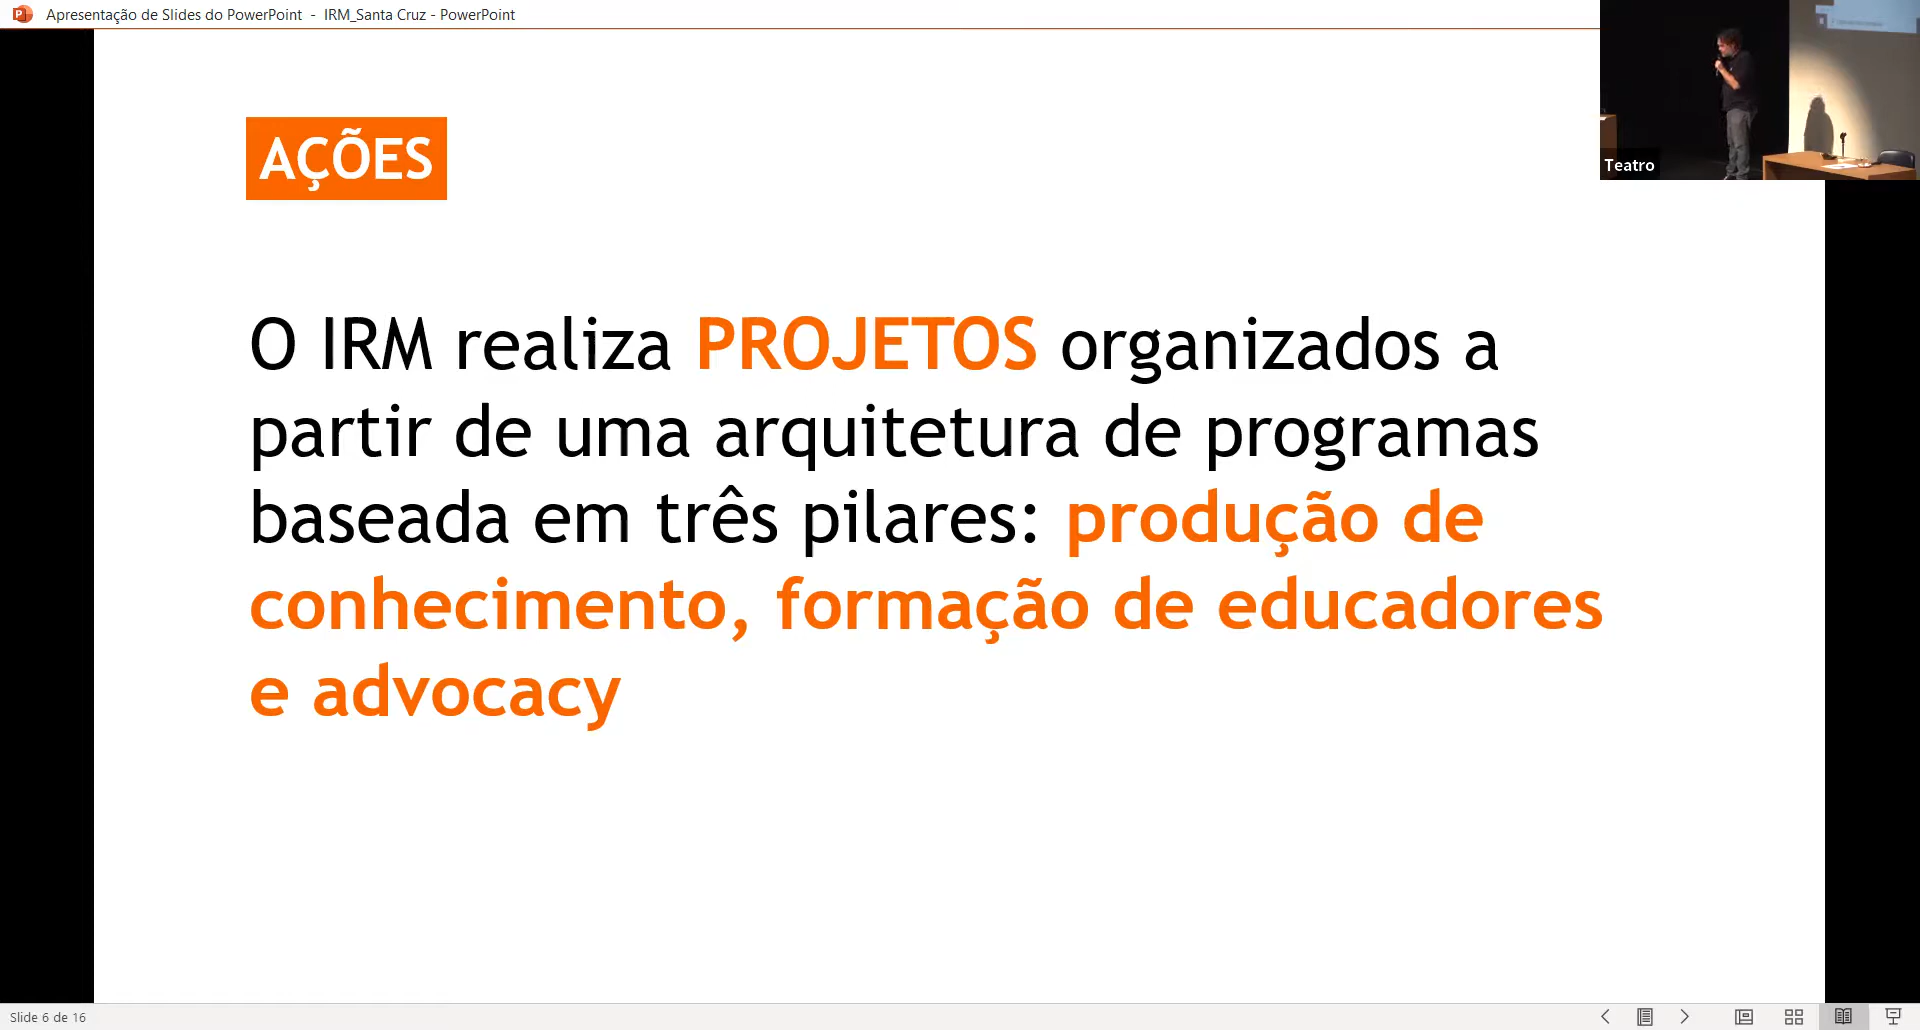 Apresentação de Slides do PowerPoint - IRM_Santa Cruz - PowerPoint
Teatro
AÇÕES
O IRM realiza PROJETOS organizados a
partir de uma arquitetura de programas
baseada em três pilares: produção de
conhecimento, formação de educadores
e advocacy
Slide 6 de 16